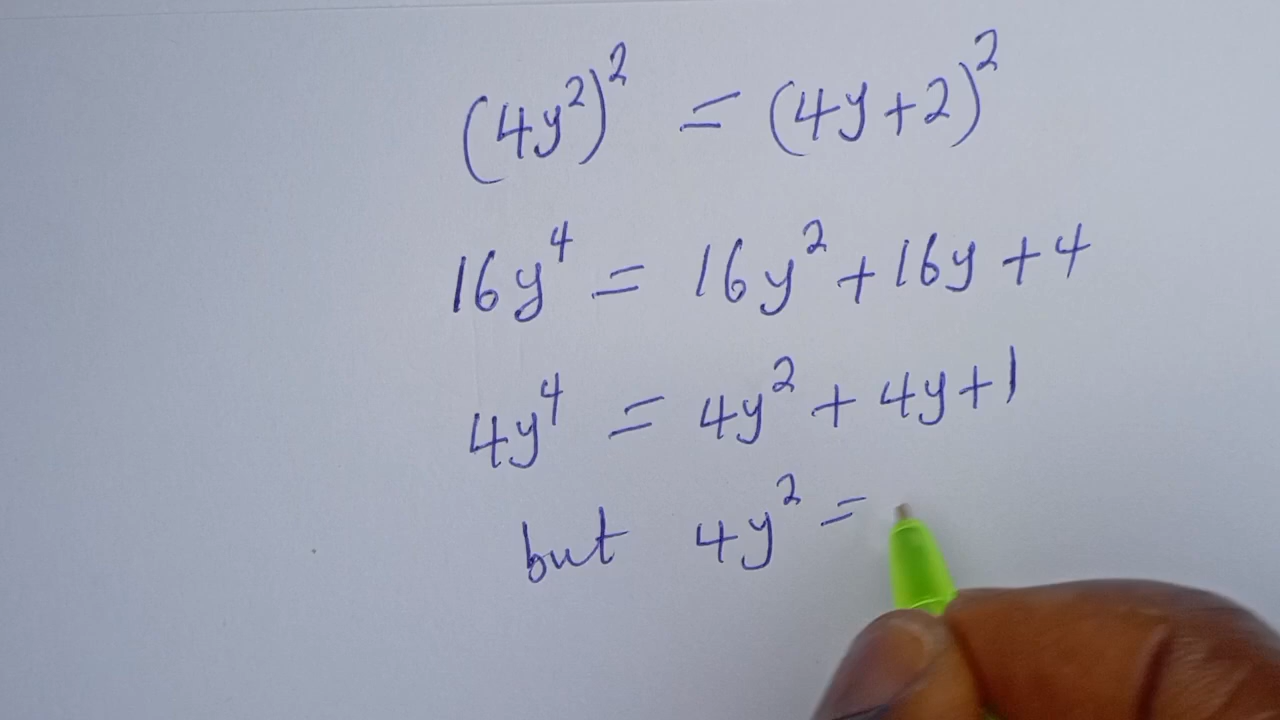 (4y²)² = (4y+2)²
16y⁴ = 16y² + 16y + 4
4y⁴ = 4y² + 4y + 1
but 4y² =